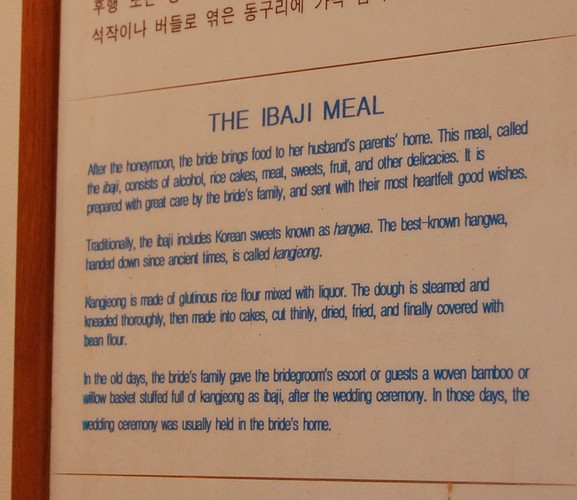 후행 또는
석작이나 버들로 엮은 동구리에 가득
THE IBAJI MEAL
After the honeymoon, the bride brings food to her husband's parents' home. This meal, called
the ibaji, consists of alcohol, rice cakes, meat, sweets, fruit, and other delicacies. It is
prepared with great care by the bride's family, and sent with their most heartfelt good wishes.
Traditionally, the ibaji includes Korean sweets known as hangwa. The best-known hangwa,
handed down since ancient times, is called kangjeong.
Kangjeong is made of glutinous rice flour mixed with liquor. The dough is steamed and
kneaded thoroughly, then made into cakes, cut thinly, dried, fried, and finally covered with
bean flour.
In the old days, the bride's family gave the bridegroom's escort or guests a woven bamboo or
willow basket stuffed full of kangjeong as ibaji, after the wedding ceremony. In those days, the
wedding ceremony was usually held in the bride's home.